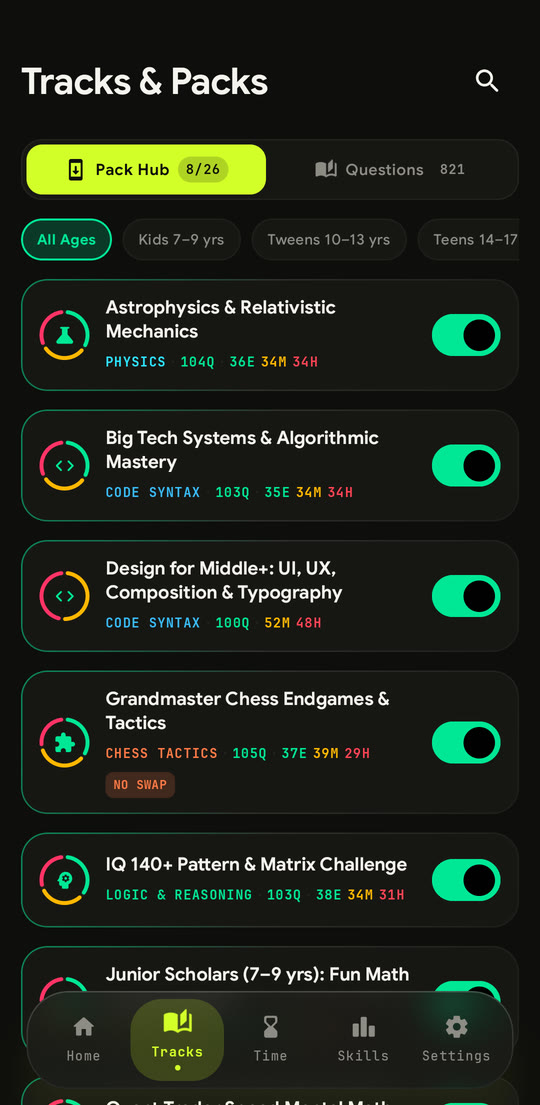 Tracks & Packs
Pack Hub 8/26
Questions 821
All Ages
Kids 7–9 yrs
Tweens 10–13 yrs
Teens 14–17
Astrophysics & Relativistic
Mechanics
PHYSICS · 104Q · 36E 34M 34H
Big Tech Systems & Algorithmic
Mastery
CODE SYNTAX · 103Q · 35E 34M 34H
Design for Middle+: UI, UX,
Composition & Typography
CODE SYNTAX · 100Q · 52M 48H
Grandmaster Chess Endgames &
Tactics
CHESS TACTICS · 105Q · 37E 39M 29H
NO SWAP
IQ 140+ Pattern & Matrix Challenge
LOGIC & REASONING · 103Q · 38E 34M 31H
Junior Scholars (7–9 yrs): Fun Math
Home
Tracks
Time
Skills
Settings